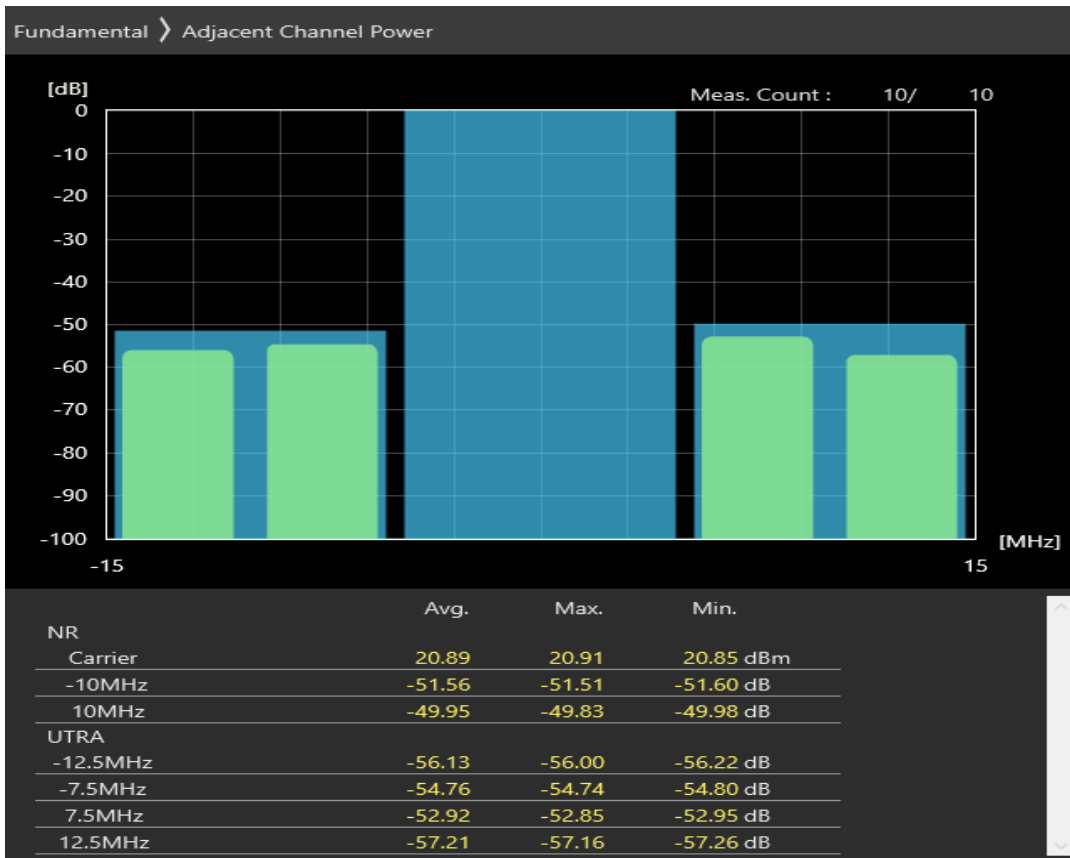 Fundamental 》 Adjacent Channel Power
[dB]
Meas. Count : 10/ 10
0
-10
-20
-30
-40
-50
-60
-70
-80
-90
-100
[MHz]
-15 15
Avg. Max. Min.
NR
Carrier 20.89 20.91 20.85 dBm
-10MHz -51.56 -51.51 -51.60 dB
10MHz -49.95 -49.83 -49.98 dB
UTRA
-12.5MHz -56.13 -56.00 -56.22 dB
-7.5MHz -54.76 -54.74 -54.80 dB
7.5MHz -52.92 -52.85 -52.95 dB
12.5MHz -57.21 -57.16 -57.26 dB